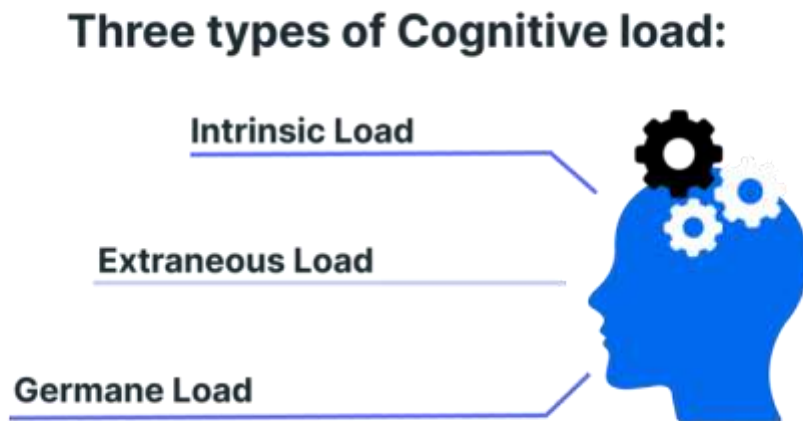 Three types of Cognitive load:
Intrinsic Load
Extraneous Load
Germane Load